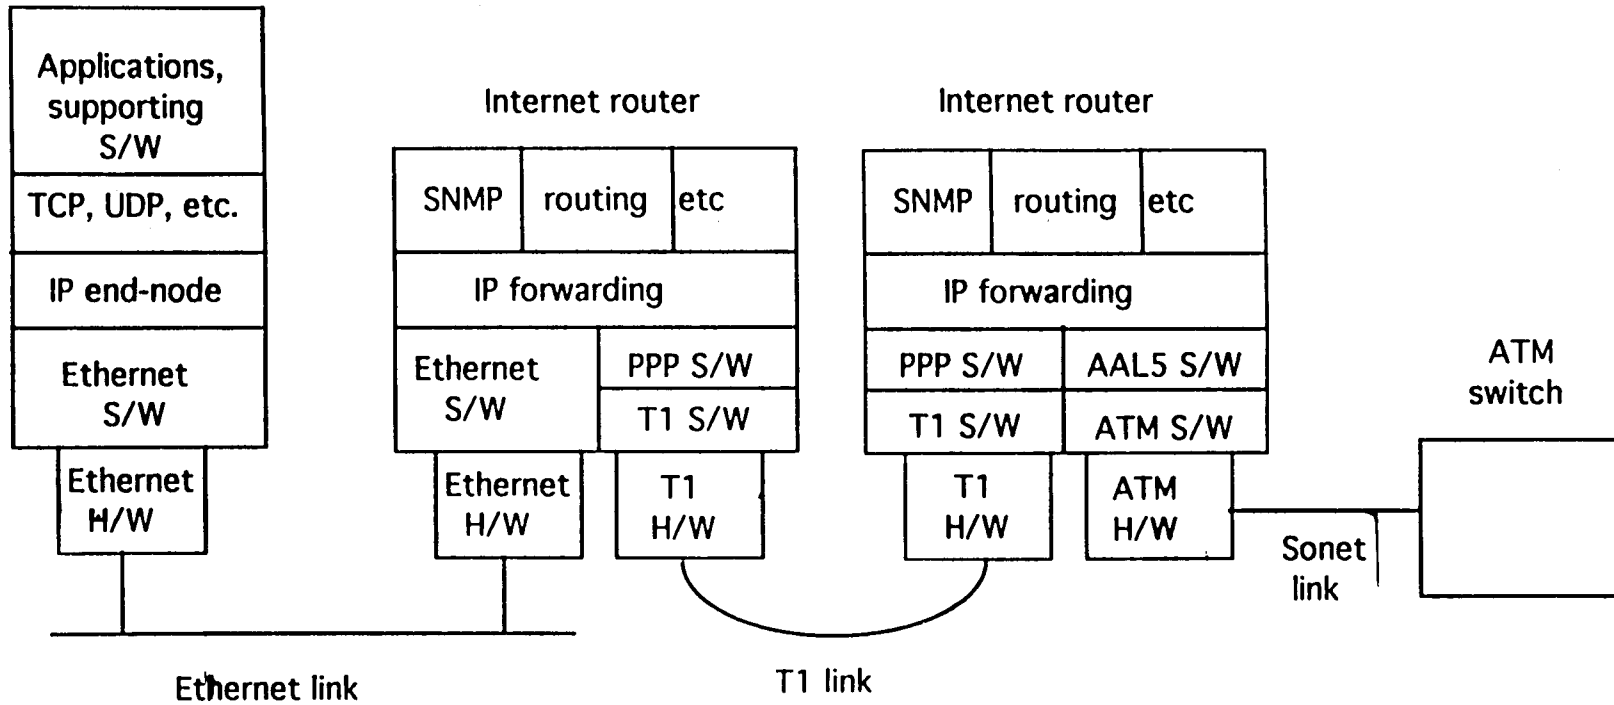 Applications,
supporting
S/W
TCP, UDP, etc.
IP end-node
Ethernet
S/W
Ethernet
H/W
Internet router
SNMP
routing
etc
IP forwarding
Ethernet
S/W
PPP S/W
T1 S/W
Ethernet
H/W
T1
H/W
Internet router
SNMP
routing
etc
IP forwarding
PPP S/W
AAL5 S/W
T1 S/W
ATM S/W
T1
H/W
ATM
H/W
ATM
switch
Sonet
link
Ethernet link
T1 link